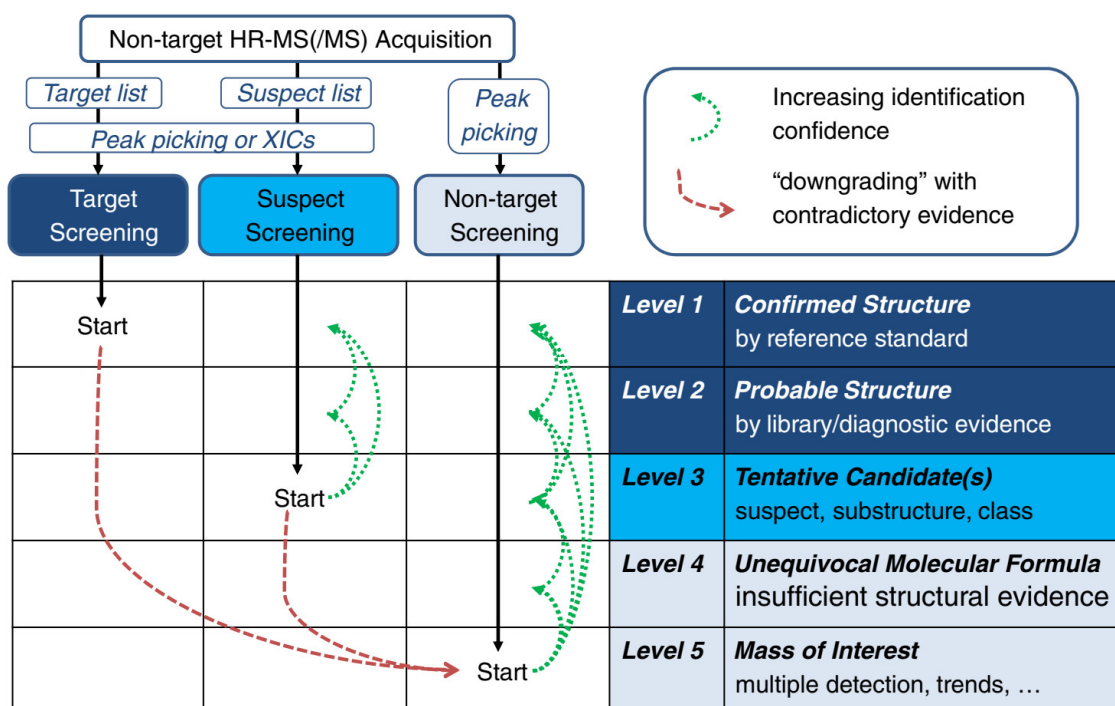 Non-target HR-MS(/MS) Acquisition
Target list
Suspect list
Peak
picking
Peak picking or XICs
Target
Screening
Suspect
Screening
Non-target
Screening
Increasing identification
confidence
“downgrading” with
contradictory evidence
Start
Level 1
Confirmed Structure
by reference standard
Level 2
Probable Structure
by library/diagnostic evidence
Start
Level 3
Tentative Candidate(s)
suspect, substructure, class
Level 4
Unequivocal Molecular Formula
insufficient structural evidence
Start
Level 5
Mass of Interest
multiple detection, trends, …